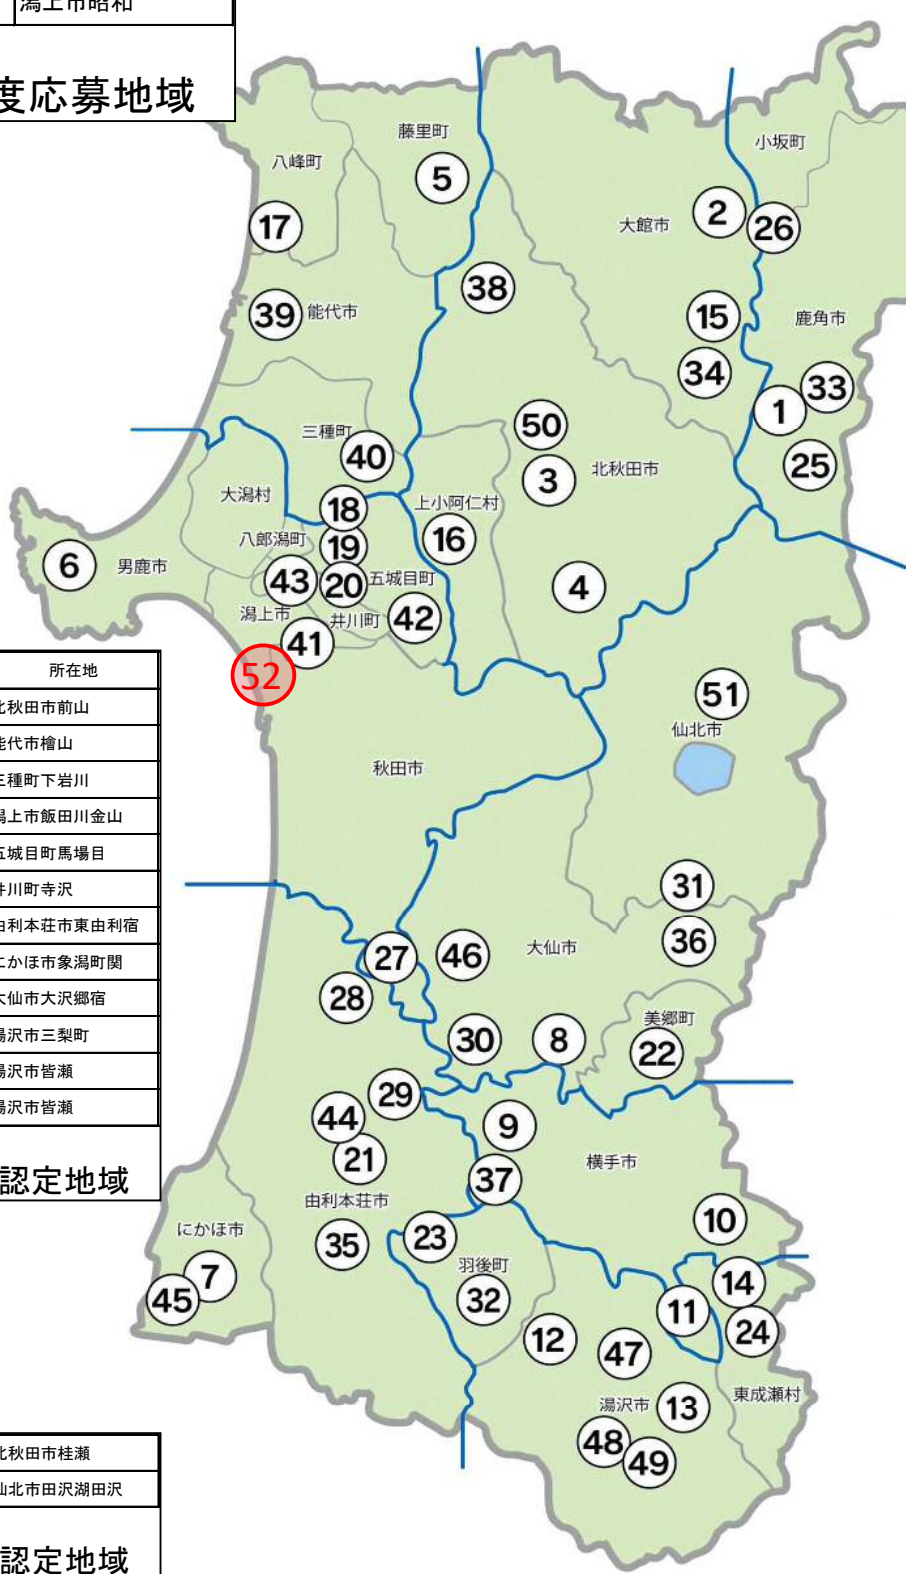 潟上市昭和
度応募地域
藤里町
小坂町
八峰町
5
2
17
大館市
26
38
39
能代市
15
鹿角市
34
33
1
50
三種町
40
北秋田市
25
3
大潟村
18
上小阿仁村
八郎潟町
19
16
6
男鹿市
43
20
五城目町
4
潟上市
井川町
42
41
52
所在地
北秋田市前山
能代市檜山
三種町下岩川
潟上市飯田川金山
五城目町馬場目
井川町寺沢
由利本荘市東由利宿
にかほ市象潟町関
大仙市大沢郷宿
湯沢市三梨町
湯沢市皆瀬
湯沢市皆瀬
認定地域
51
仙北市
秋田市
31
36
27
46
大仙市
28
美郷町
30
8
22
29
44
9
21
横手市
37
由利本荘市
10
にかほ市
35
23
羽後町
7
14
45
32
11
24
12
47
東成瀬村
湯沢市
13
48
49
北秋田市桂瀬
仙北市田沢湖田沢
認定地域